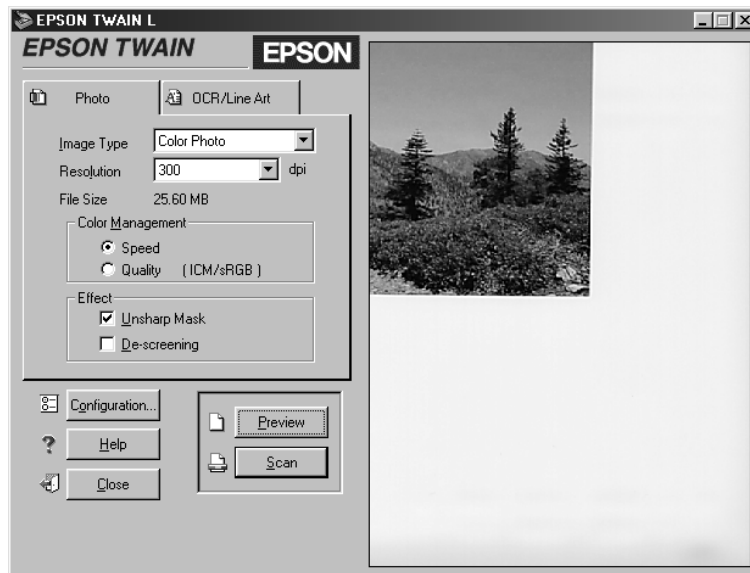 EPSON TWAIN L
EPSON TWAIN EPSON
Photo OCR/Line Art
Image Type Color Photo
Resolution 300 dpi
File Size 25.60 MB
Color Management
Speed
Quality ( ICM/sRGB )
Effect
Unsharp Mask
De-screening
Configuration...
Help
Close
Preview
Scan